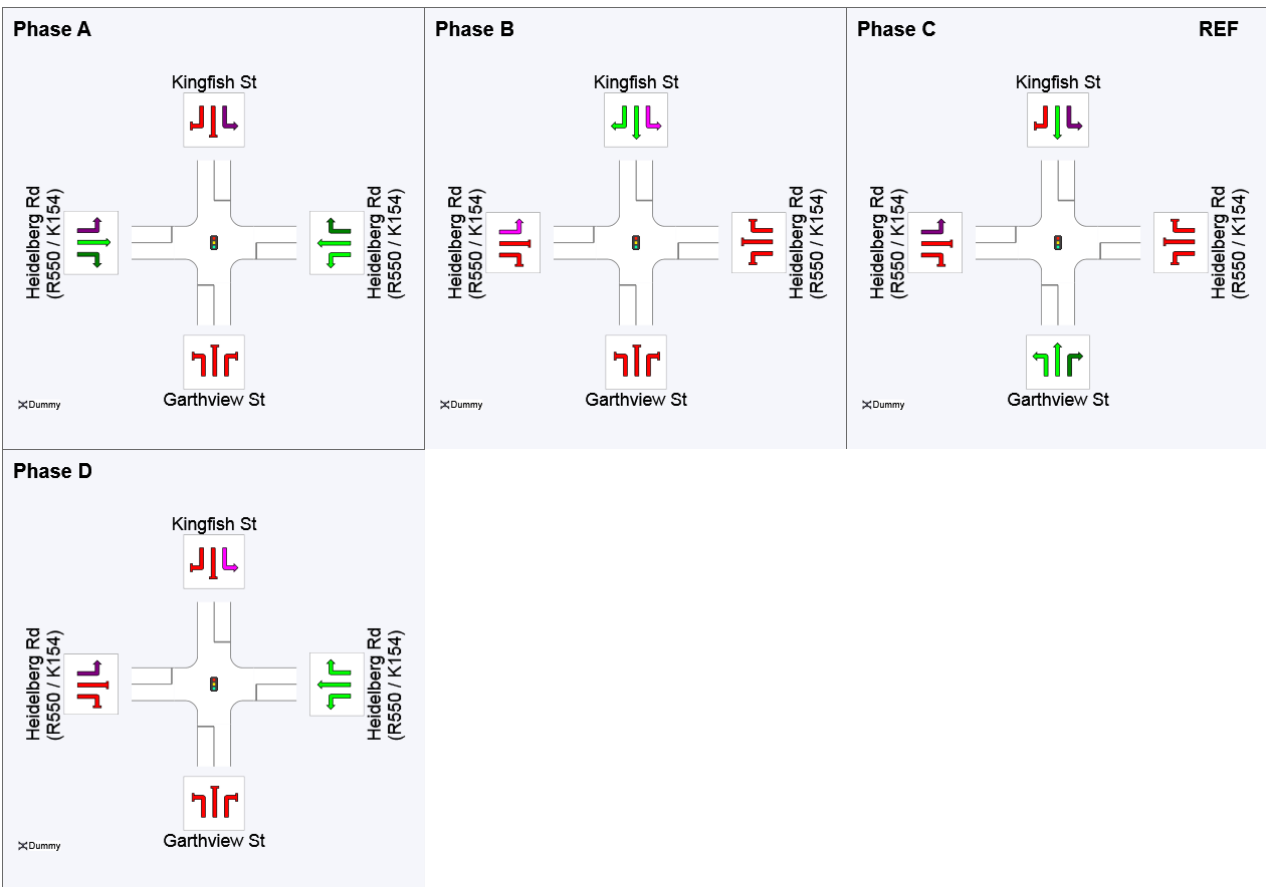 Phase A
Kingfish St
Heidelberg Rd
(R550 / K154)
Heidelberg Rd
(R550 / K154)
Garthview St
Dummy
Phase B
Kingfish St
Heidelberg Rd
(R550 / K154)
Heidelberg Rd
(R550 / K154)
Garthview St
Dummy
Phase C
REF
Kingfish St
Heidelberg Rd
(R550 / K154)
Heidelberg Rd
(R550 / K154)
Garthview St
Dummy
Phase D
Kingfish St
Heidelberg Rd
(R550 / K154)
Heidelberg Rd
(R550 / K154)
Garthview St
Dummy